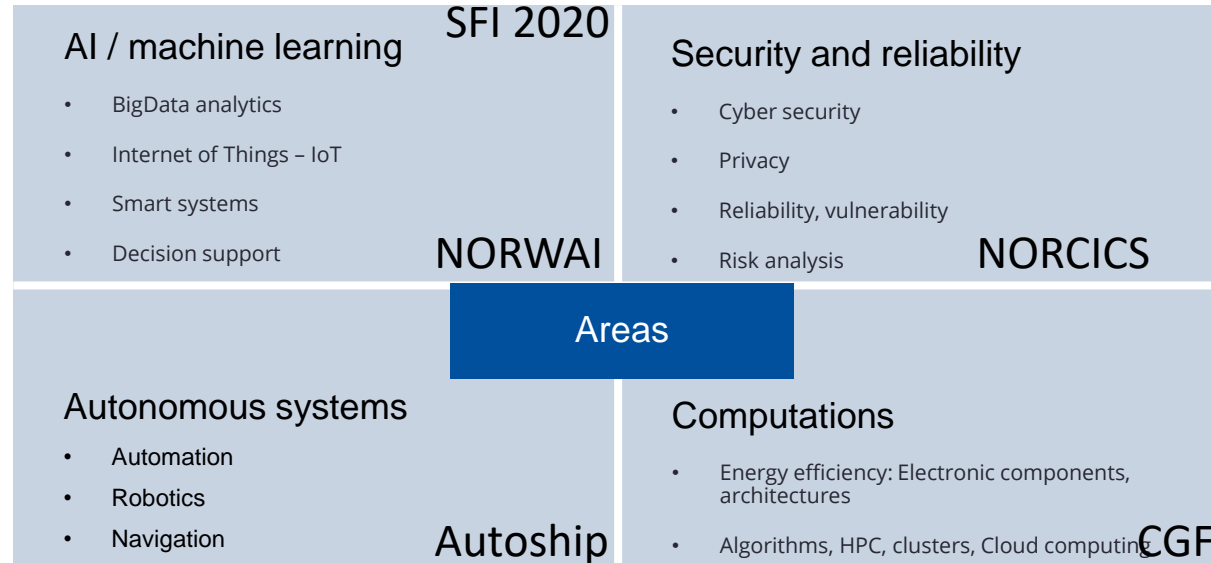 SFI 2020
AI / machine learning
• BigData analytics
• Internet of Things – IoT
• Smart systems
• Decision support
NORWAI
Security and reliability
• Cyber security
• Privacy
• Reliability, vulnerability
• Risk analysis
NORCICS
Areas
Autonomous systems
• Automation
• Robotics
• Navigation
Autoship
Computations
• Energy efficiency: Electronic components,
architectures
• Algorithms, HPC, clusters, Cloud computing
CGF